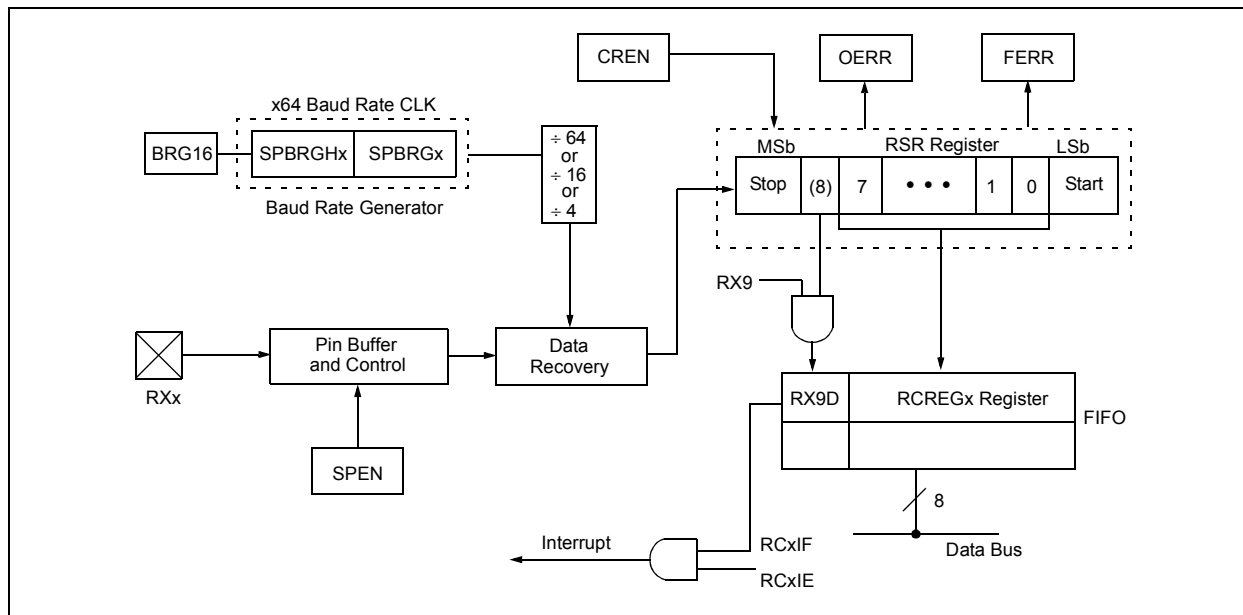 CREN
OERR
FERR
x64 Baud Rate CLK
BRG16
SPBRGHx
SPBRGx
Baud Rate Generator
÷ 64
or
÷ 16
or
÷ 4
MSb
RSR Register
LSb
Stop
(8)
7
• • •
1
0
Start
RX9
RXx
Pin Buffer
and Control
Data
Recovery
SPEN
RX9D
RCREGx Register
FIFO
8
Data Bus
Interrupt
RCxIF
RCxIE